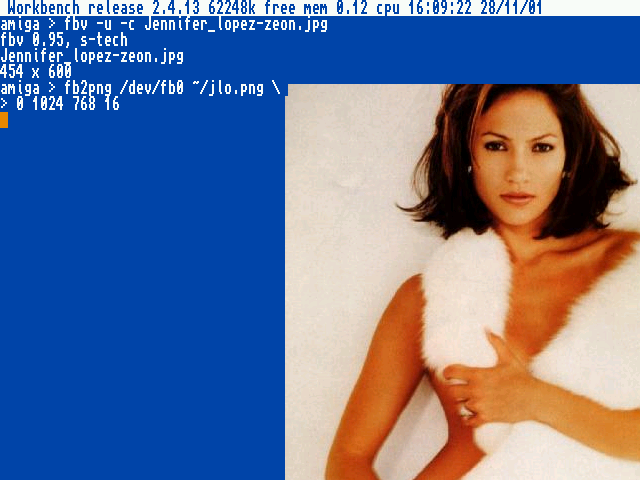 Workbench release 2.4.13 62248k free mem 0.12 cpu 16:09:22 28/11/01
amiga > fbv -u -c Jennifer_lopez-zeon.jpg
fbv 0.95, s-tech
Jennifer_lopez-zeon.jpg
454 x 600
amiga > fb2png /dev/fb0 ~/jlo.png \
> 0 1024 768 16